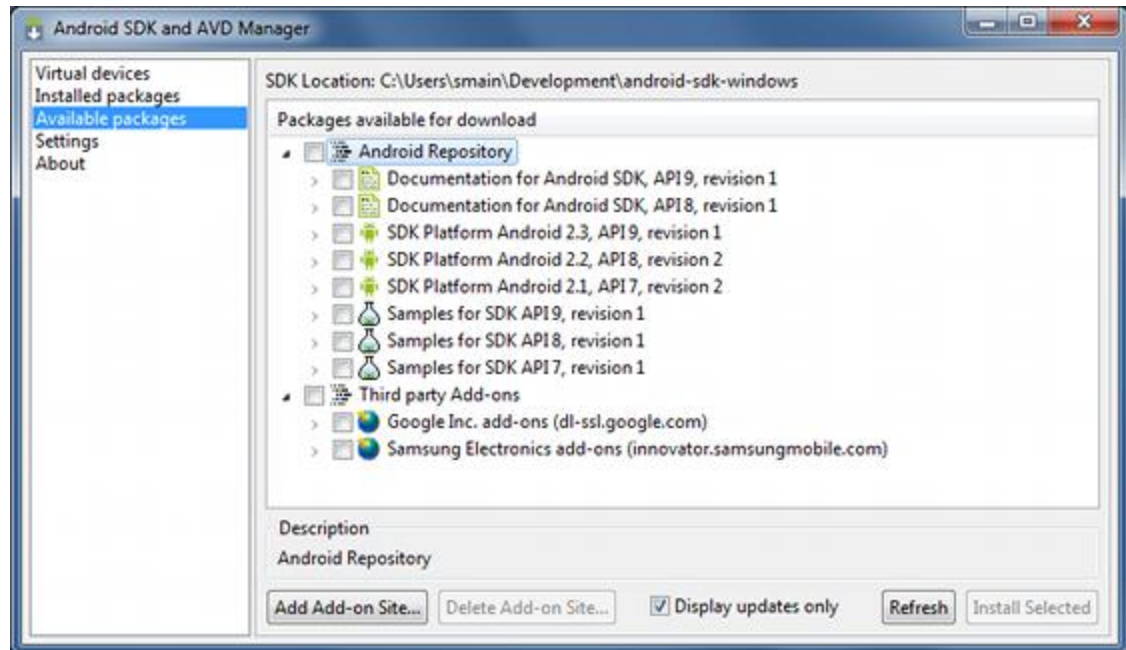 Android SDK and AVD Manager
Virtual devices
Installed packages
Available packages
Settings
About
SDK Location: C:\Users\smain\Development\android-sdk-windows
Packages available for download
Android Repository
Documentation for Android SDK, API 9, revision 1
Documentation for Android SDK, API 8, revision 1
SDK Platform Android 2.3, API 9, revision 1
SDK Platform Android 2.2, API 8, revision 2
SDK Platform Android 2.1, API 7, revision 2
Samples for SDK API 9, revision 1
Samples for SDK API 8, revision 1
Samples for SDK API 7, revision 1
Third party Add-ons
Google Inc. add-ons (dl-ssl.google.com)
Samsung Electronics add-ons (innovator.samsungmobile.com)
Description
Android Repository
Add Add-on Site... Delete Add-on Site... Display updates only Refresh Install Selected